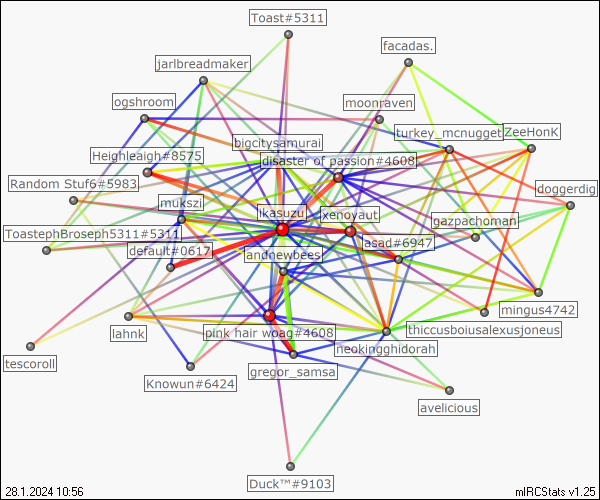 Toast#5311
facadas.
jarlbreadmaker
ogshroom
moonraven
bigcitysamurai
turkey_mcnugget
ZeeHonK
Heighleaigh#8575
disaster of passion#4608
Random Stuf6#5983
doggerdig
mukszi
Ikasuzu
xenoyaut
gazpachoman
ToastephBroseph5311#5311
default#0617
lasad#6947
andnewbees
mingus4742
lahnk
pink hair woag#4608
thiccusboiusalexusjoneus
neokingghidorah
tescoroll
gregor_samsa
Knowun#6424
avelicious
Duck™#9103
28.1.2024 10:56
mIRCStats v1.25